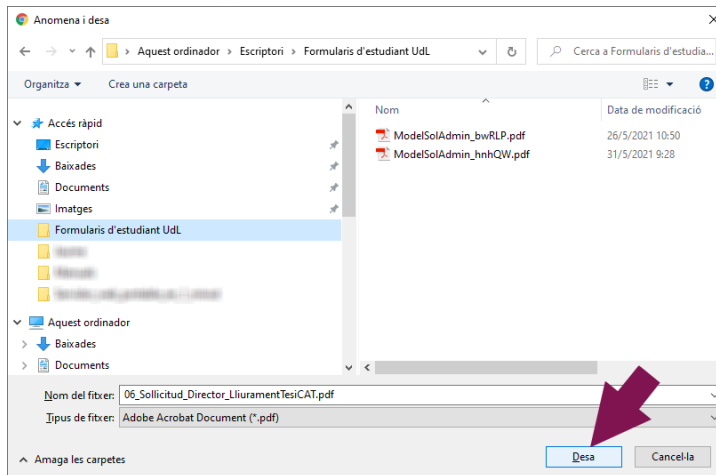 Anomena i desa
Aquest ordinador › Escriptori › Formularis d'estudiant UdL
Cerca a Formularis d'estudia...
Organitza
Crea una carpeta
Nom
Data de modificació
Accés ràpid
Escriptori
Baixades
Documents
Imatges
Formularis d'estudiant UdL
Aquest ordinador
Baixades
Documents
ModelSolAdmin_bwRLP.pdf 26/5/2021 10:50
ModelSolAdmin_hnhQW.pdf 31/5/2021 9:28
Nom del fitxer: 06_Sollicitud_Director_LliuramentTesiCAT.pdf
Tipus de fitxer: Adobe Acrobat Document (*.pdf)
Amaga les carpetes
Desa
Cancel·la